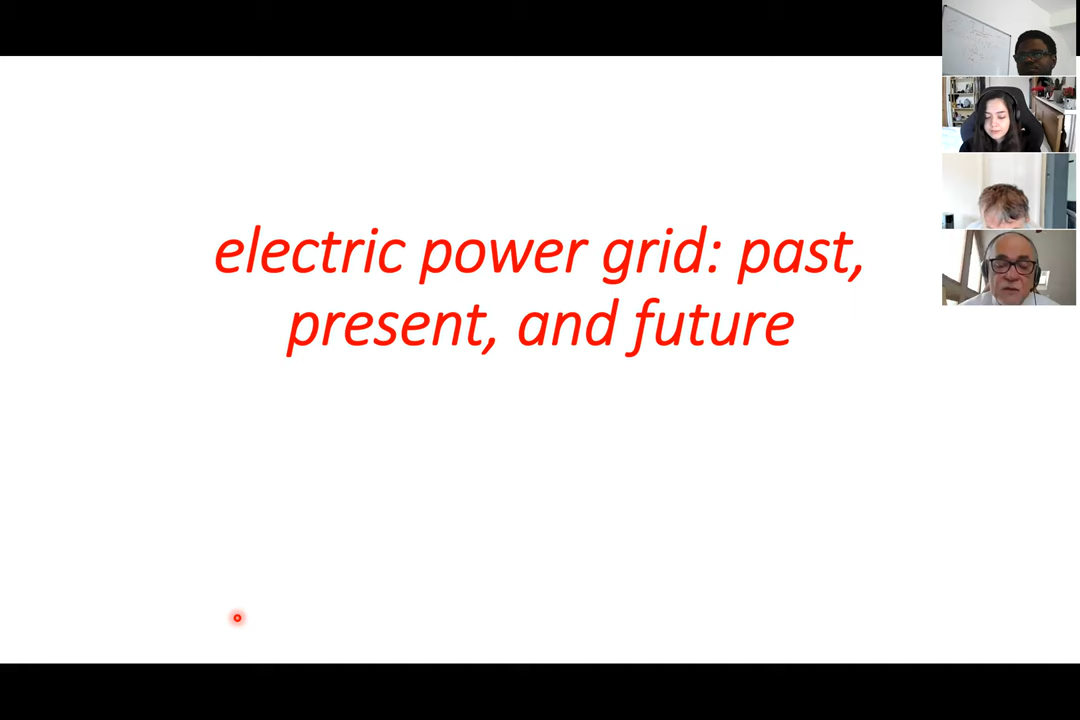 electric power grid: past,
present, and future